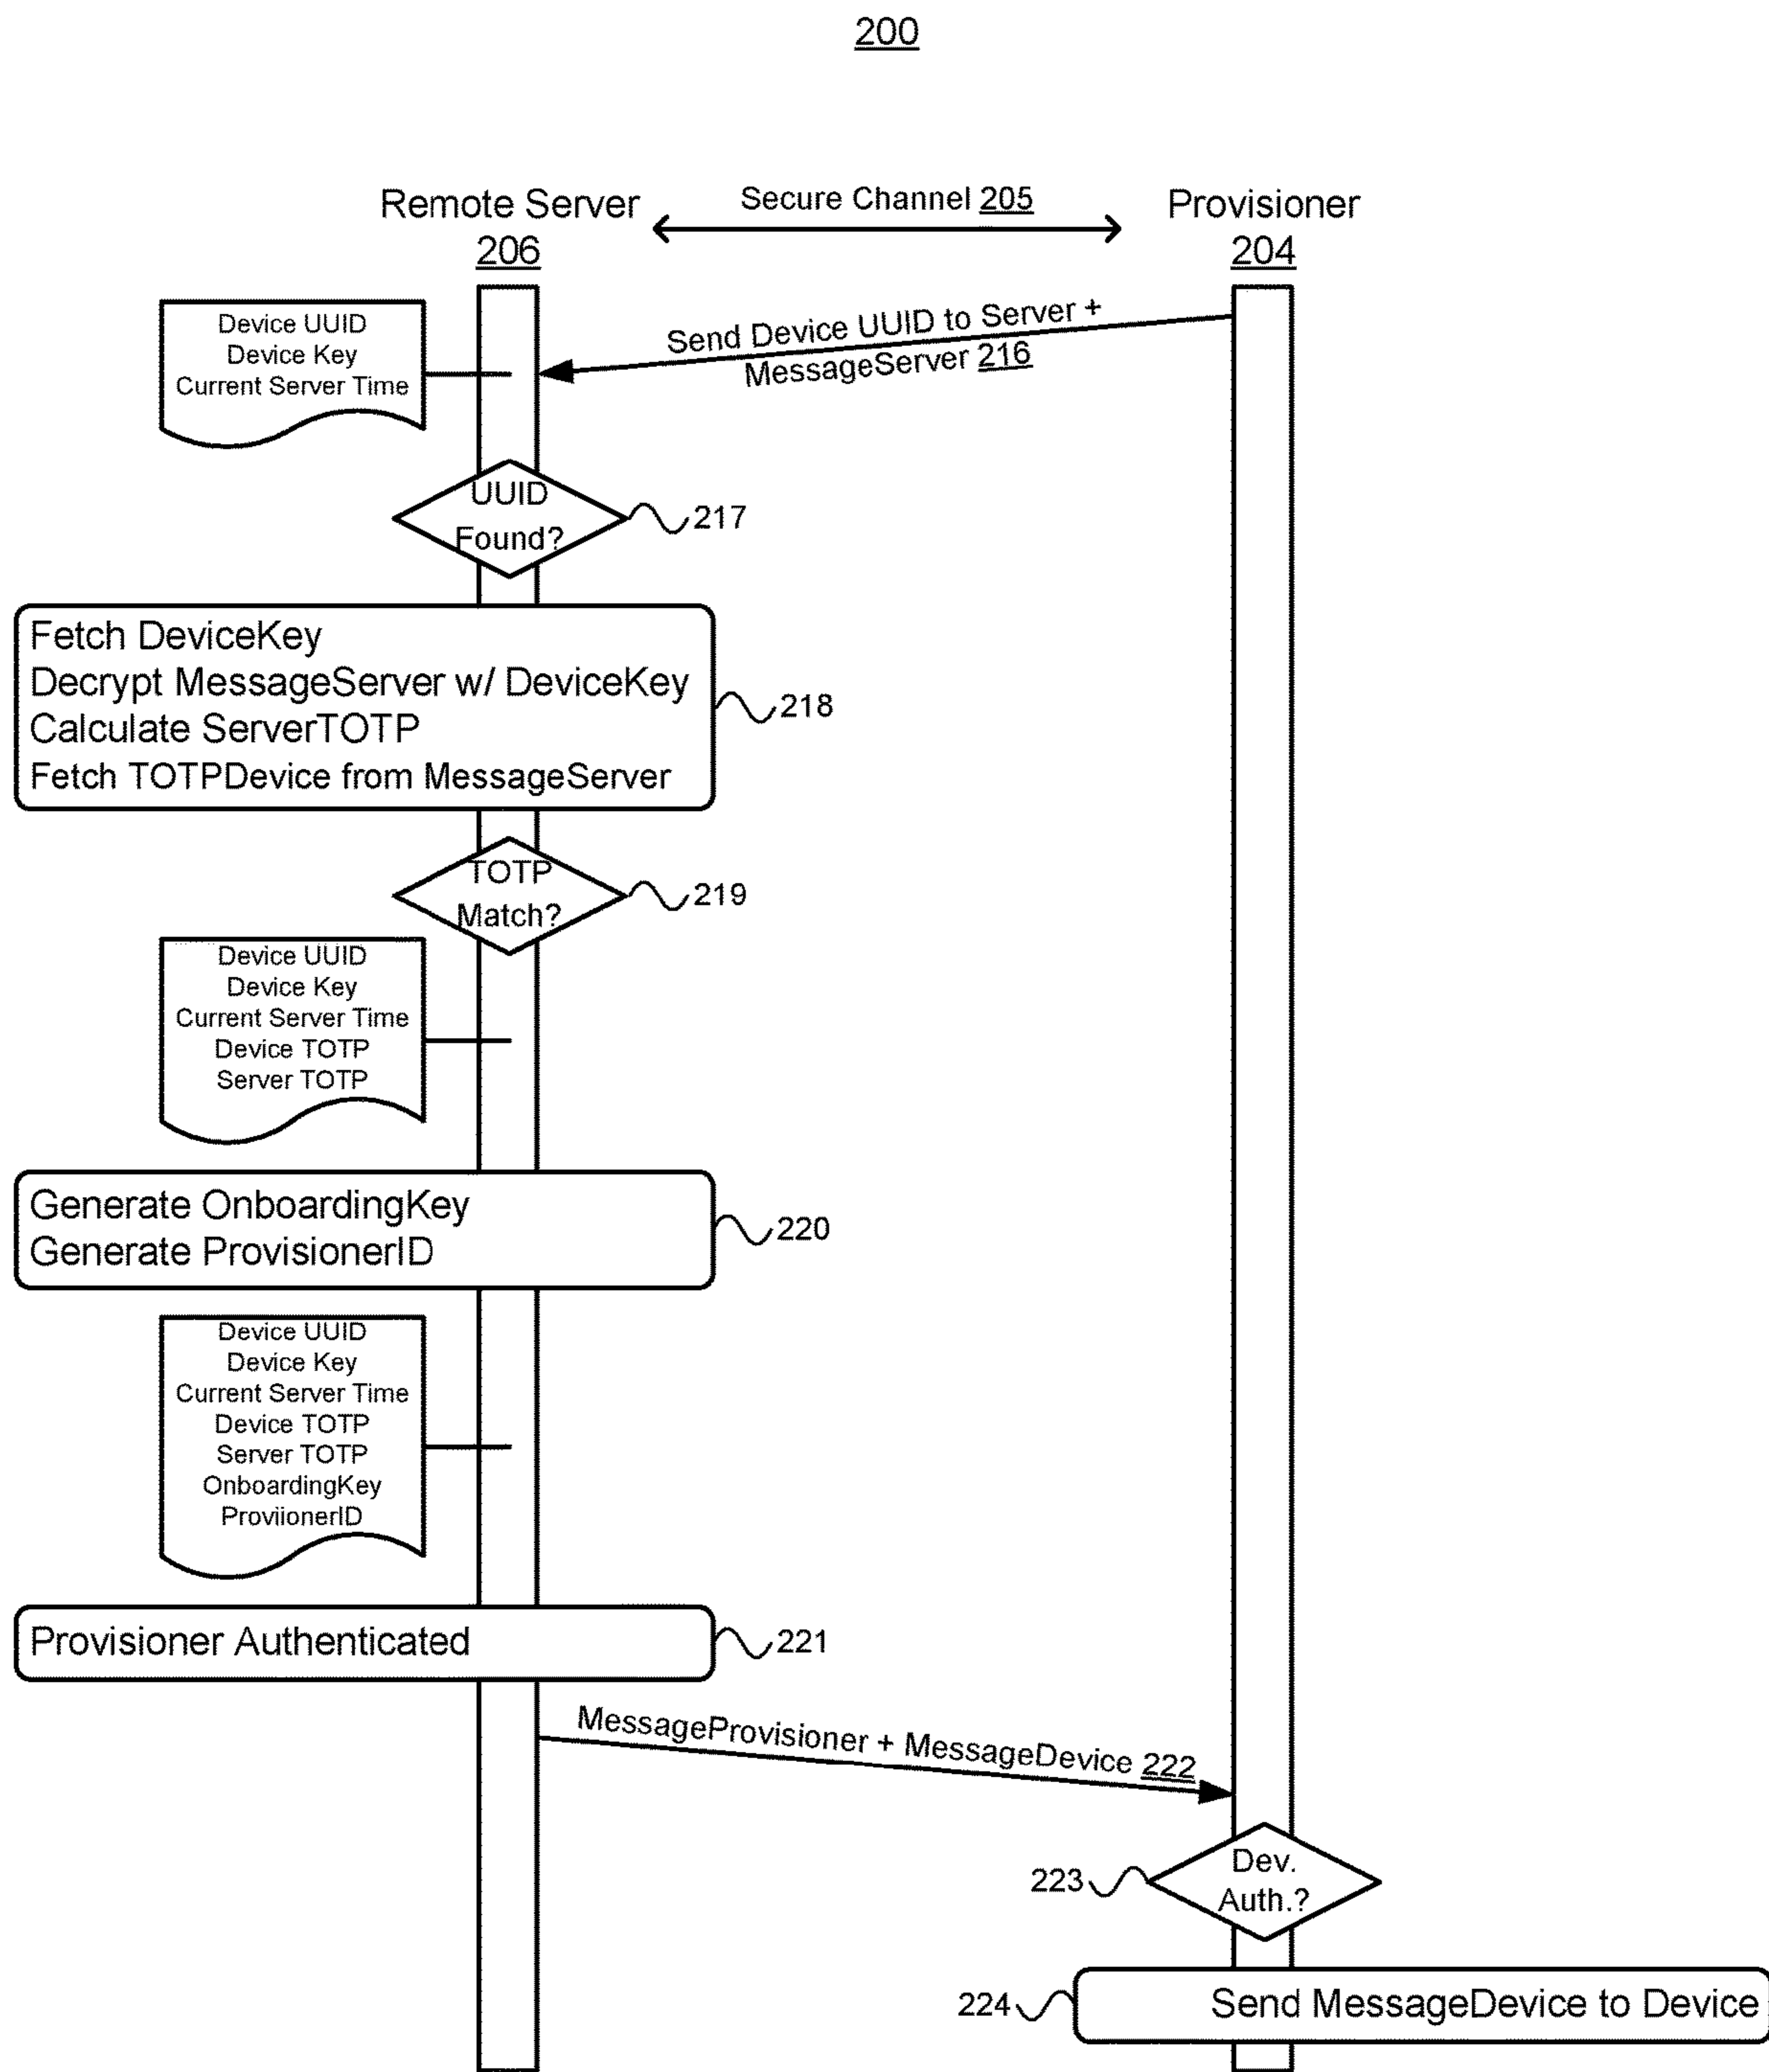 200
Remote Server
206
Secure Channel 205
Provisioner
204
Device UUID
Device Key
Current Server Time
Send Device UUID to Server +
MessageServer 216
UUID
Found?
217
Fetch DeviceKey
Decrypt MessageServer w/ DeviceKey
Calculate ServerTOTP
Fetch TOTPDevice from MessageServer
218
TOTP
Match?
219
Device UUID
Device Key
Current Server Time
Device TOTP
Server TOTP
Generate OnboardingKey
Generate ProvisionerID
220
Device UUID
Device Key
Current Server Time
Device TOTP
Server TOTP
OnboardingKey
ProviionerID
Provisioner Authenticated
221
MessageProvisioner + MessageDevice 222
223
Dev.
Auth.?
224
Send MessageDevice to Device